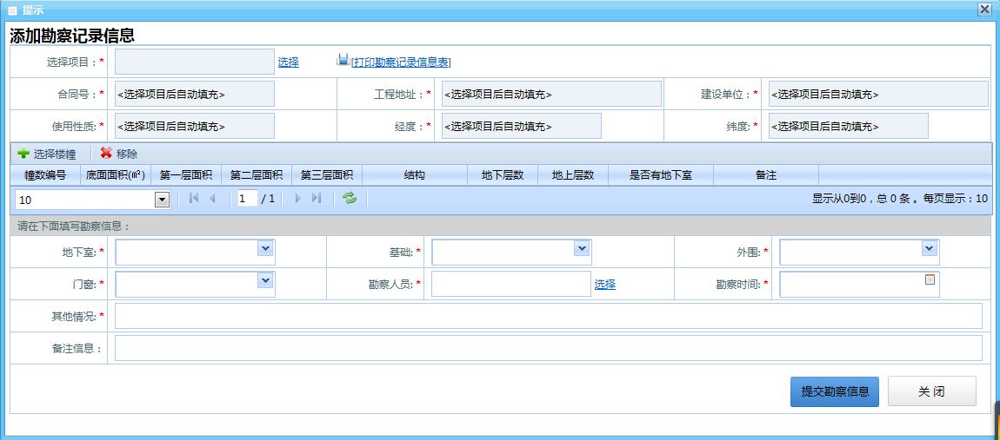 提示
添加勘察记录信息
选择项目：* 选择 [打印勘察记录信息表]
合同号：* <选择项目后自动填充> 工程地址：* <选择项目后自动填充> 建设单位：* <选择项目后自动填充>
使用性质:* <选择项目后自动填充> 经度：* <选择项目后自动填充> 纬度:* <选择项目后自动填充>
选择楼幢 移除
幢数编号 底面面积(㎡) 第一层面积 第二层面积 第三层面积 结构 地下层数 地上层数 是否有地下室 备注
10 1 / 1 显示从0到0，总 0 条 。每页显示：10
请在下面填写勘察信息：
地下室:* 基础:* 外围:*
门窗:* 勘察人员:* 选择 勘察时间:*
其他情况:*
备注信息：
提交勘察信息 关 闭